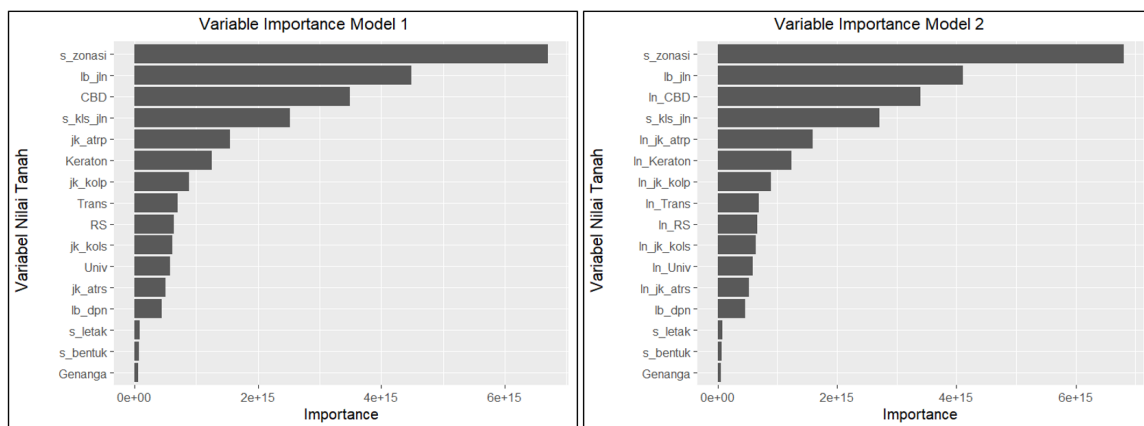 Variable Importance Model 1
Variabel Nilai Tanah
s_zonasi
lb_jln
CBD
s_kls_jln
jk_atrp
Keraton
jk_kolp
Trans
RS
jk_kols
Univ
jk_atrs
lb_dpn
s_letak
s_bentuk
Genanga
0e+00 2e+15 4e+15 6e+15
Importance
Variable Importance Model 2
Variabel Nilai Tanah
s_zonasi
lb_jln
ln_CBD
s_kls_jln
ln_jk_atrp
ln_Keraton
ln_jk_kolp
ln_Trans
ln_RS
ln_jk_kols
ln_Univ
ln_jk_atrs
lb_dpn
s_letak
s_bentuk
Genanga
0e+00 2e+15 4e+15 6e+15
Importance